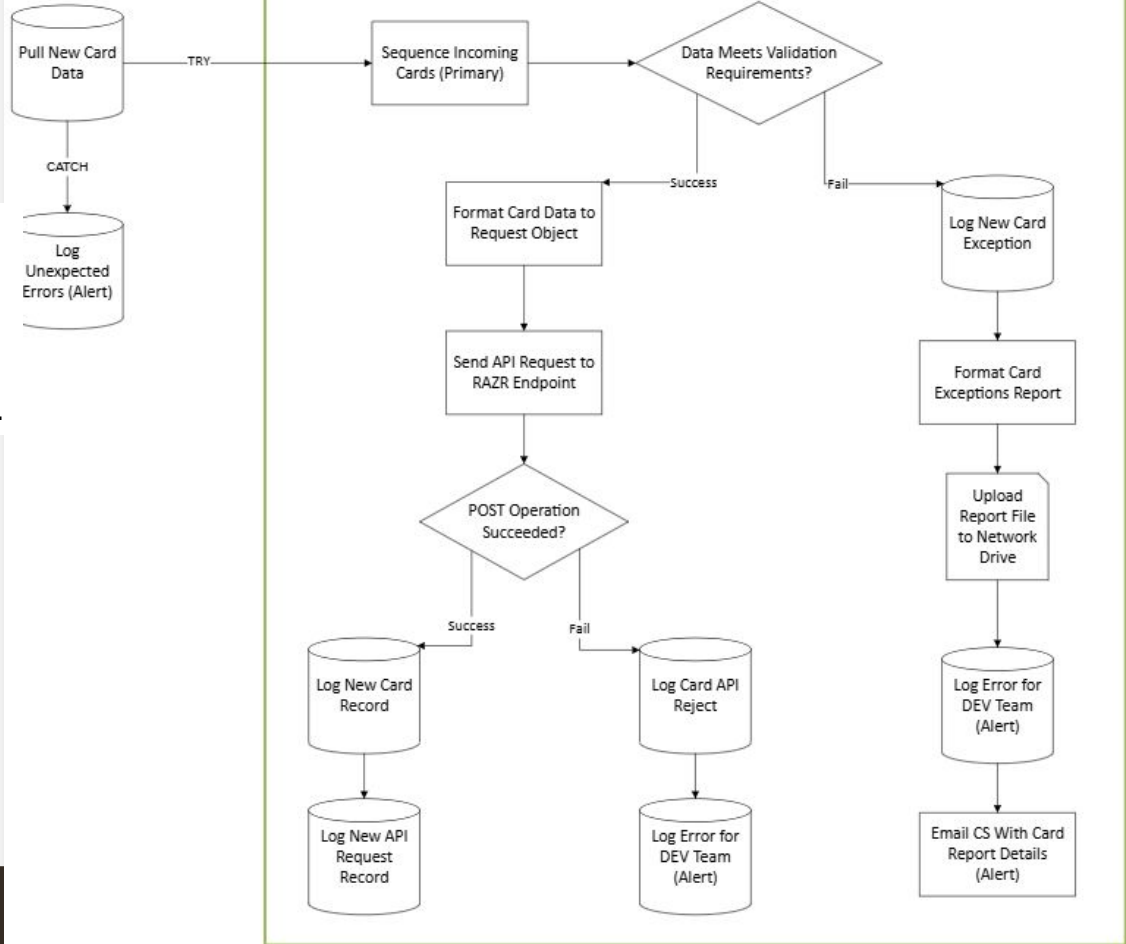 Pull New Card
Data
TRY
Sequence Incoming
Cards (Primary)
Data Meets Validation
Requirements?
CATCH
Log
Unexpected
Errors (Alert)
Success
Fail
Format Card Data to
Request Object
Log New Card
Exception
Send API Request to
RAZR Endpoint
Format Card
Exceptions Report
POST Operation
Succeeded?
Upload
Report File
to Network
Drive
Success
Fail
Log New Card
Record
Log Card API
Reject
Log Error for
DEV Team
(Alert)
Log New API
Request
Record
Log Error for
DEV Team
(Alert)
Email CS With Card
Report Details
(Alert)